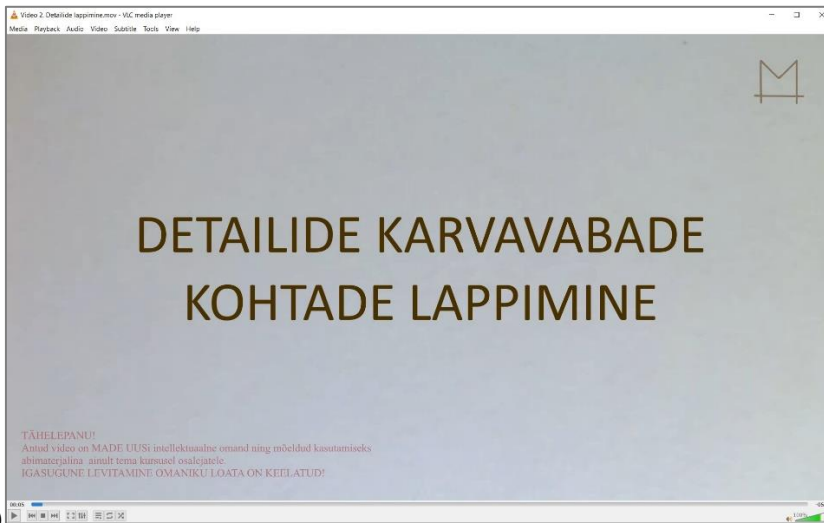 Video 2. Detailide lappimine.mov - VLC media player
Media Playback Audio Video Subtitle Tools View Help
DETAILIDE KARVAVABADE
KOHTADE LAPPIMINE
TÄHELEPANU!
Antud video on MADE UUSi intellektuaalne omand ning mõeldud kasutamiseks
abimaterjalina ainult tema kursusel osalejatele.
IGASUGUNE LEVITAMINE OMANIKU LOATA ON KEELATUD!
00:05